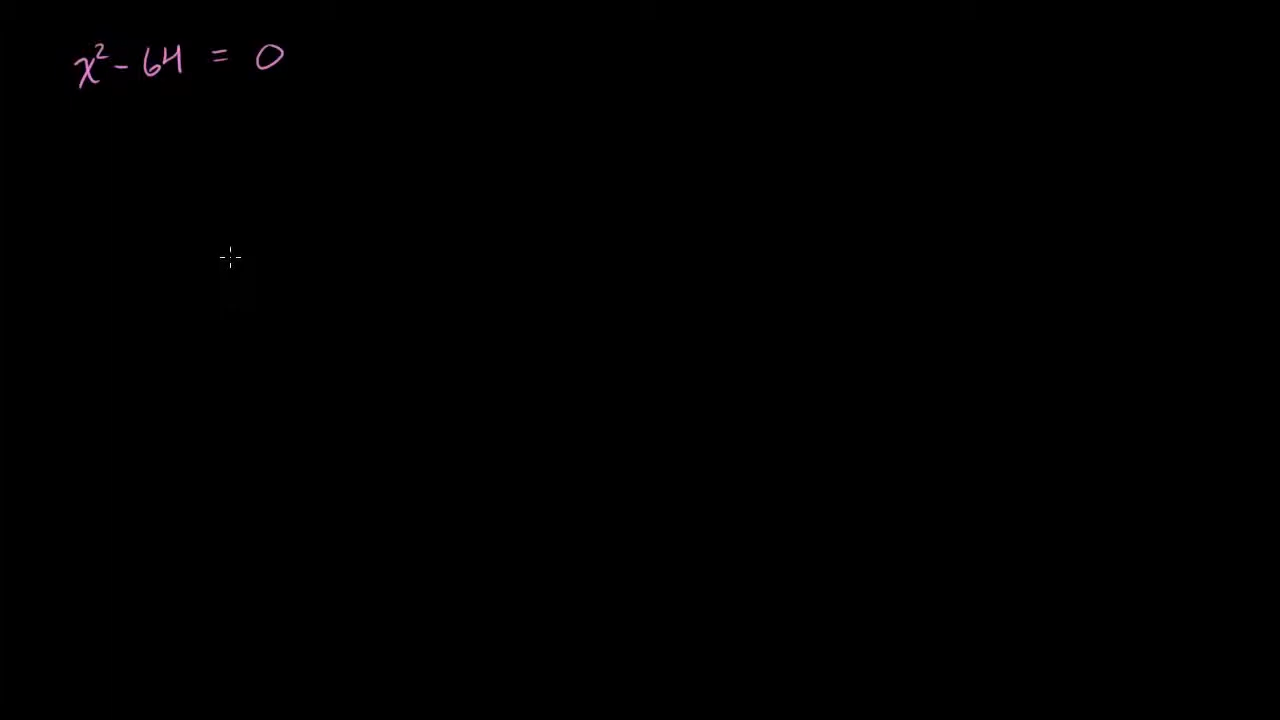 x² - 64 = 0